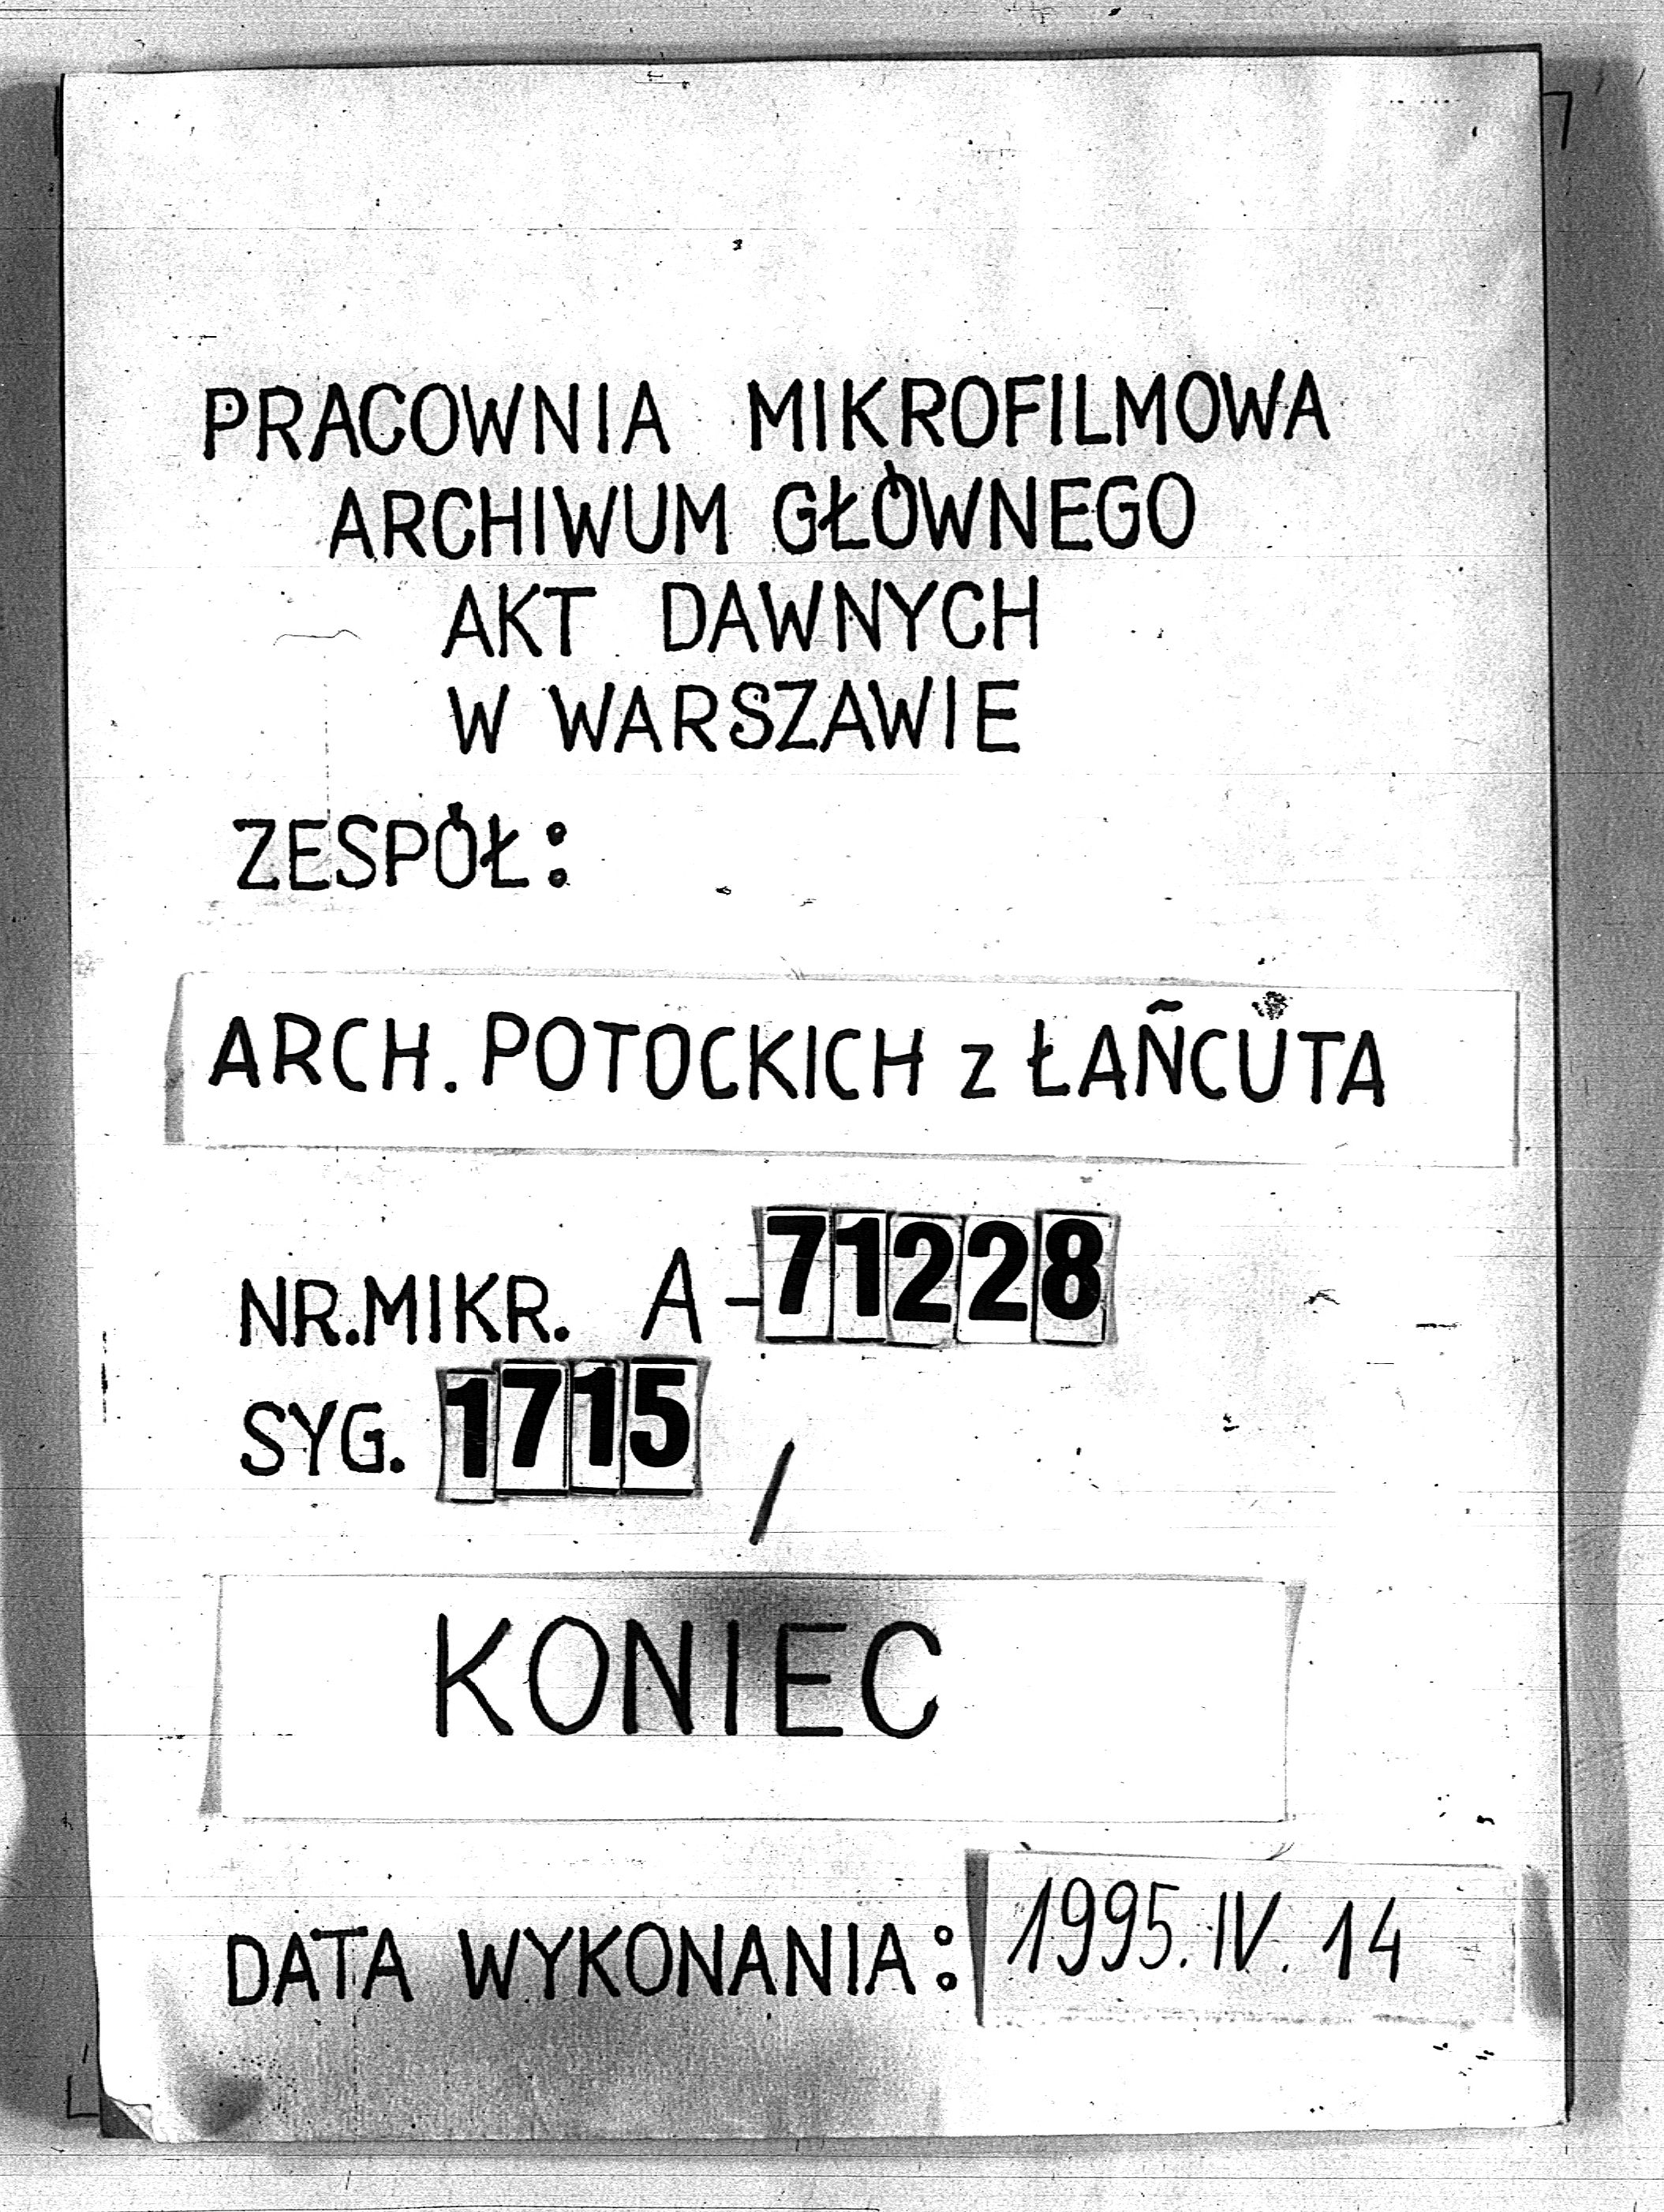 PRACOWNIA MIKROFILMOWA
ARCHIWUM GŁÓWNEGO
AKT DAWNYCH
W WARSZAWIE
ZESPÓŁ:
ARCH. POTOCKICH z ŁAŃCUTA
NR.MIKR. A-71228
SYG. 1715 /
KONIEC
DATA WYKONANIA: 1995.IV.14